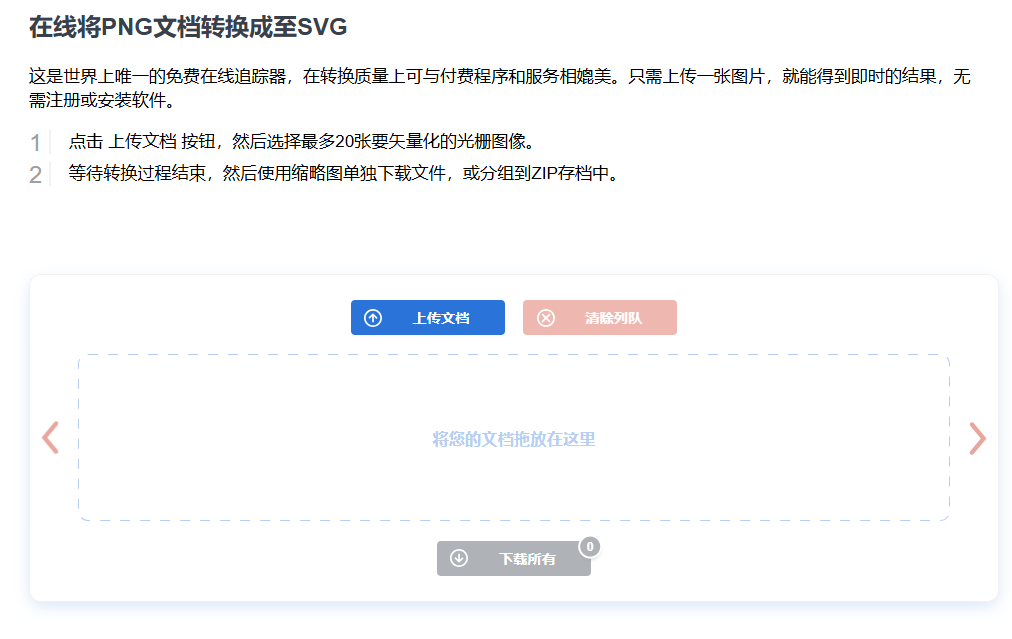 在线将PNG文档转换成至SVG
这是世界上唯一的免费在线追踪器，在转换质量上可与付费程序和服务相媲美。只需上传一张图片，就能得到即时的结果，无
需注册或安装软件。
1 点击 上传文档 按钮，然后选择最多20张要矢量化的光栅图像。
2 等待转换过程结束，然后使用缩略图单独下载文件，或分组到ZIP存档中。
上传文档 清除列队
将您的文档拖放在这里
下载所有 0